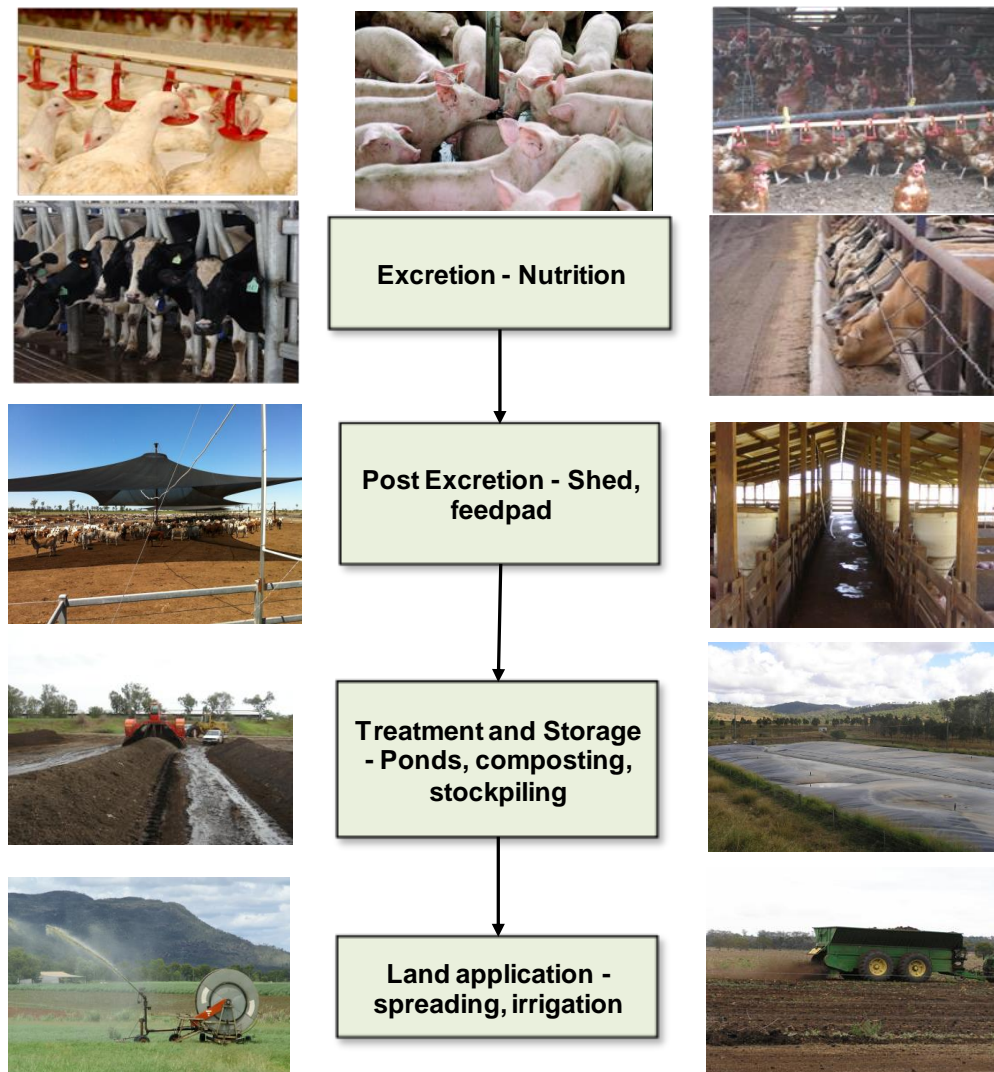 Excretion - Nutrition
Post Excretion - Shed,
feedpad
Treatment and Storage
- Ponds, composting,
stockpiling
Land application -
spreading, irrigation